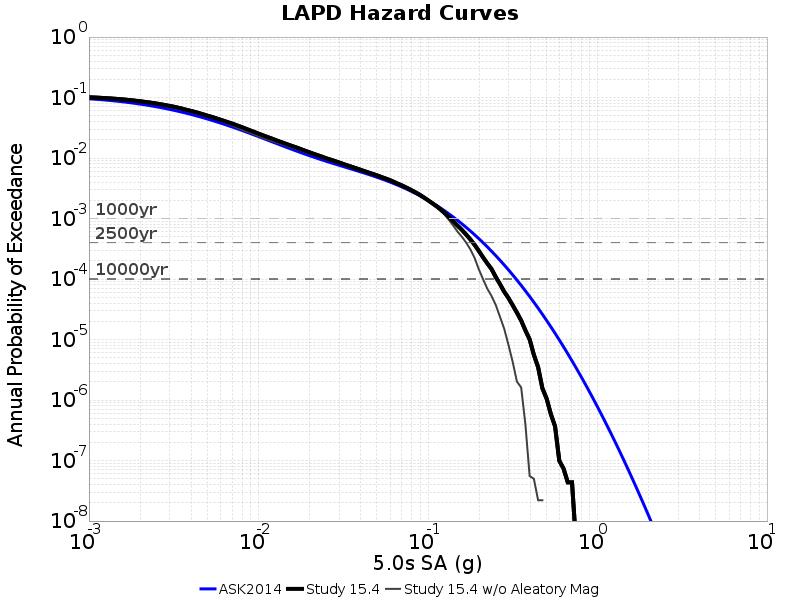 LAPD Hazard Curves
Annual Probability of Exceedance
10^0
10^-1
10^-2
10^-3
1000yr
2500yr
10^-4
10000yr
10^-5
10^-6
10^-7
10^-8
10^-3 10^-2 10^-1 10^0 10^1
5.0s SA (g)
ASK2014 Study 15.4 Study 15.4 w/o Aleatory Mag